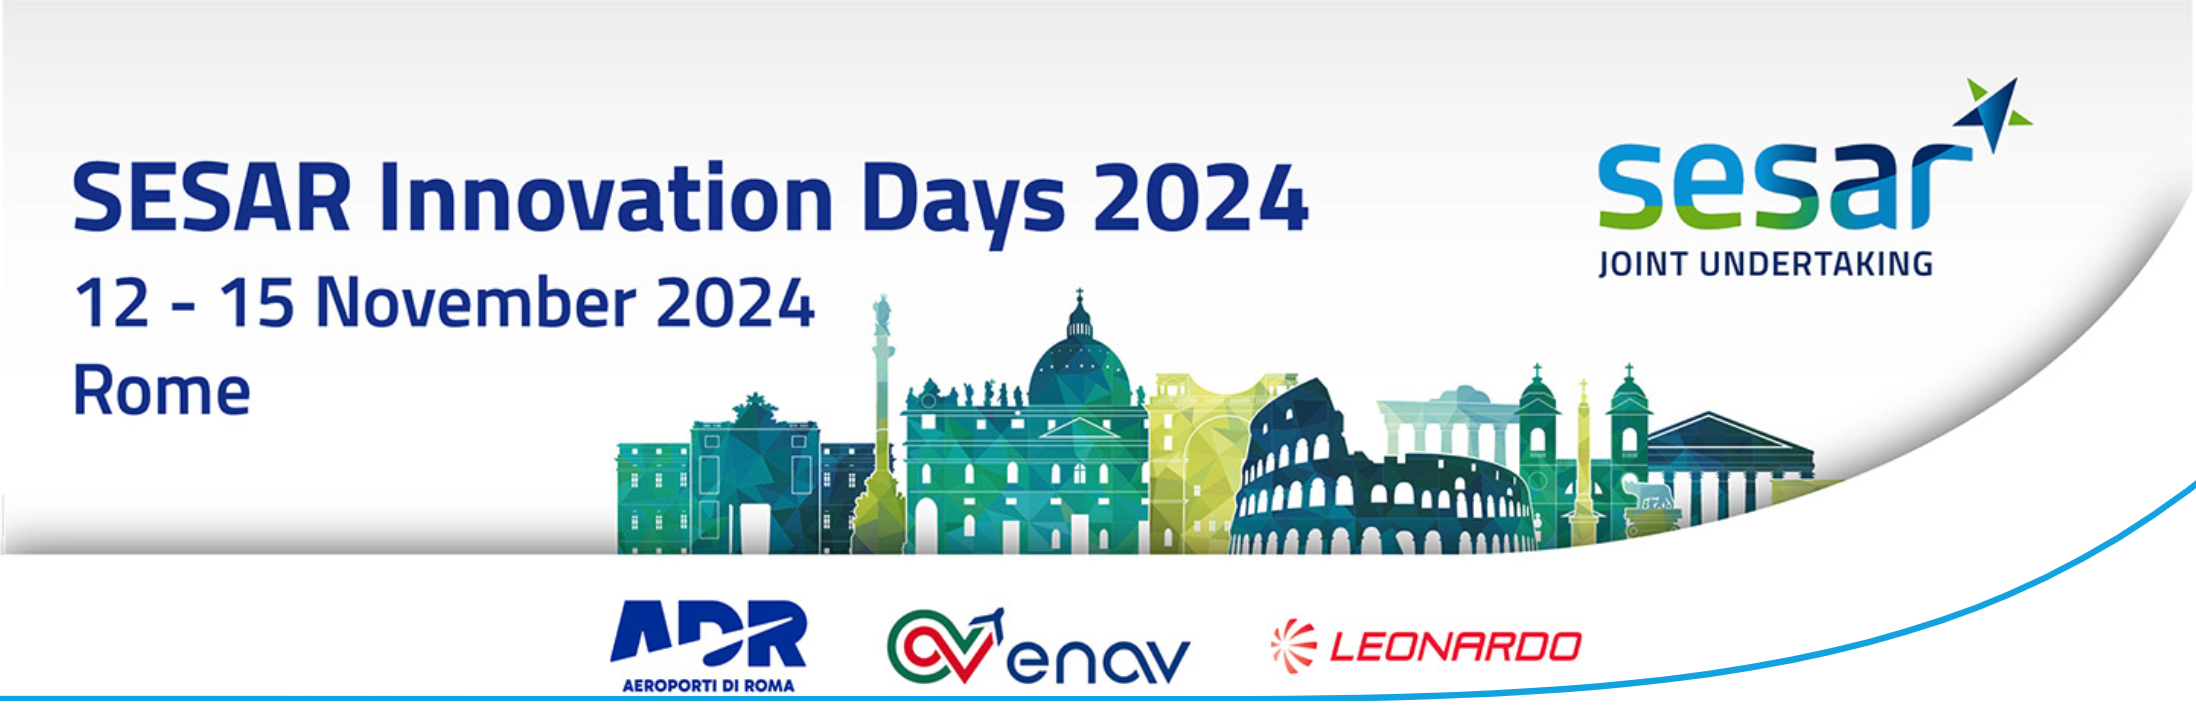 SESAR Innovation Days 2024
12 - 15 November 2024
Rome
sesar
JOINT UNDERTAKING
ADR
AEROPORTI DI ROMA
enav
LEONARDO